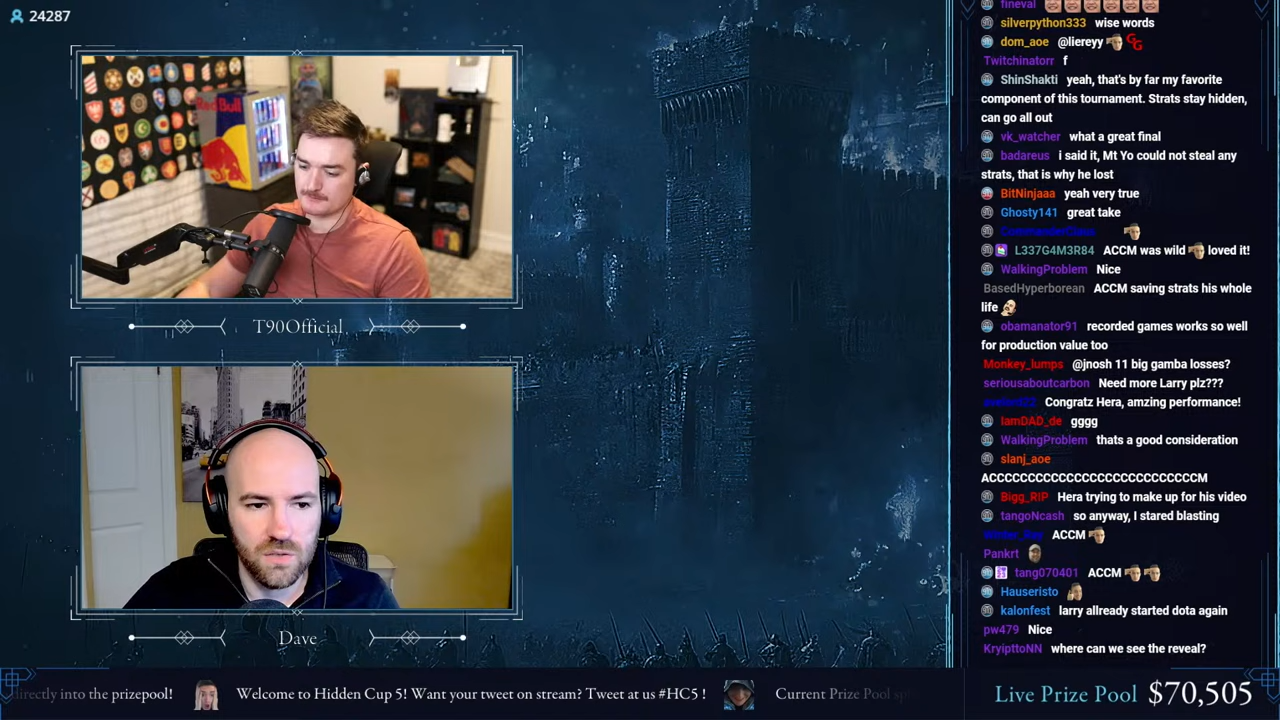 24287
Red Bull
T90Official
Dave
fineval
silverpython333 wise words
dom_aoe @liereyy GG
Twitchinatorr f
ShinShakti yeah, that's by far my favorite
component of this tournament. Strats stay hidden,
can go all out
vk_watcher what a great final
badareus i said it, Mt Yo could not steal any
strats, that is why he lost
BitNinjaaa yeah very true
Ghosty141 great take
L337G4M3R84 ACCM was wild loved it!
WalkingProblem Nice
BasedHyperborean ACCM saving strats his whole
life
obamanator91 recorded games works so well
for production value too
Monkey_lumps @jnosh 11 big gamba losses?
seriousaboutcarbon Need more Larry plz???
Congratz Hera, amzing performance!
IamDAD_de gggg
WalkingProblem thats a good consideration
slanj_aoe
ACCCCCCCCCCCCCCCCCCCCCCCCCCM
Bigg_RIP Hera trying to make up for his video
tangoNcash so anyway, I stared blasting
ACCM
Pankrt
tang070401 ACCM
Hauseristo
kalonfest larry allready started dota again
pw479 Nice
KryipttoNN where can we see the reveal?
directly into the prizepool! Welcome to Hidden Cup 5! Want your tweet on stream? Tweet at us #HC5 ! Current Prize Pool
Live Prize Pool $70,505